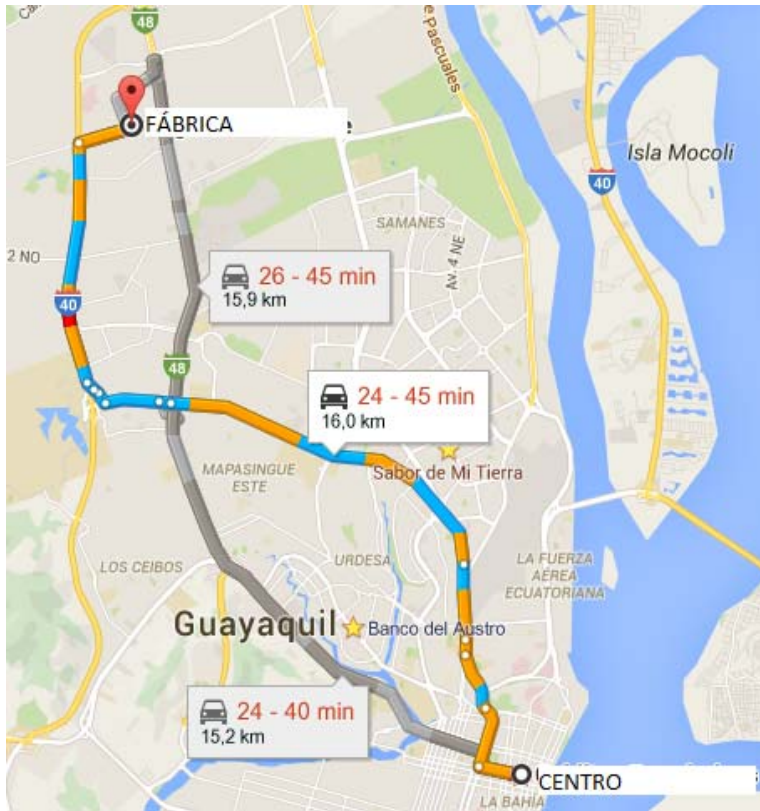 48
e Pascuales
FÁBRICA
Isla Mocolí
40
SAMANES
Av. 4 NE
2 NO
26 - 45 min
15,9 km
40
48
24 - 45 min
16,0 km
MAPASINGUE
ESTE
Sabor de Mi Tierra
LOS CEIBOS
URDESA
LA FUERZA
AÉREA
ECUATORIANA
Guayaquil
Banco del Austro
24 - 40 min
15,2 km
CENTRO
LA BAHÍA